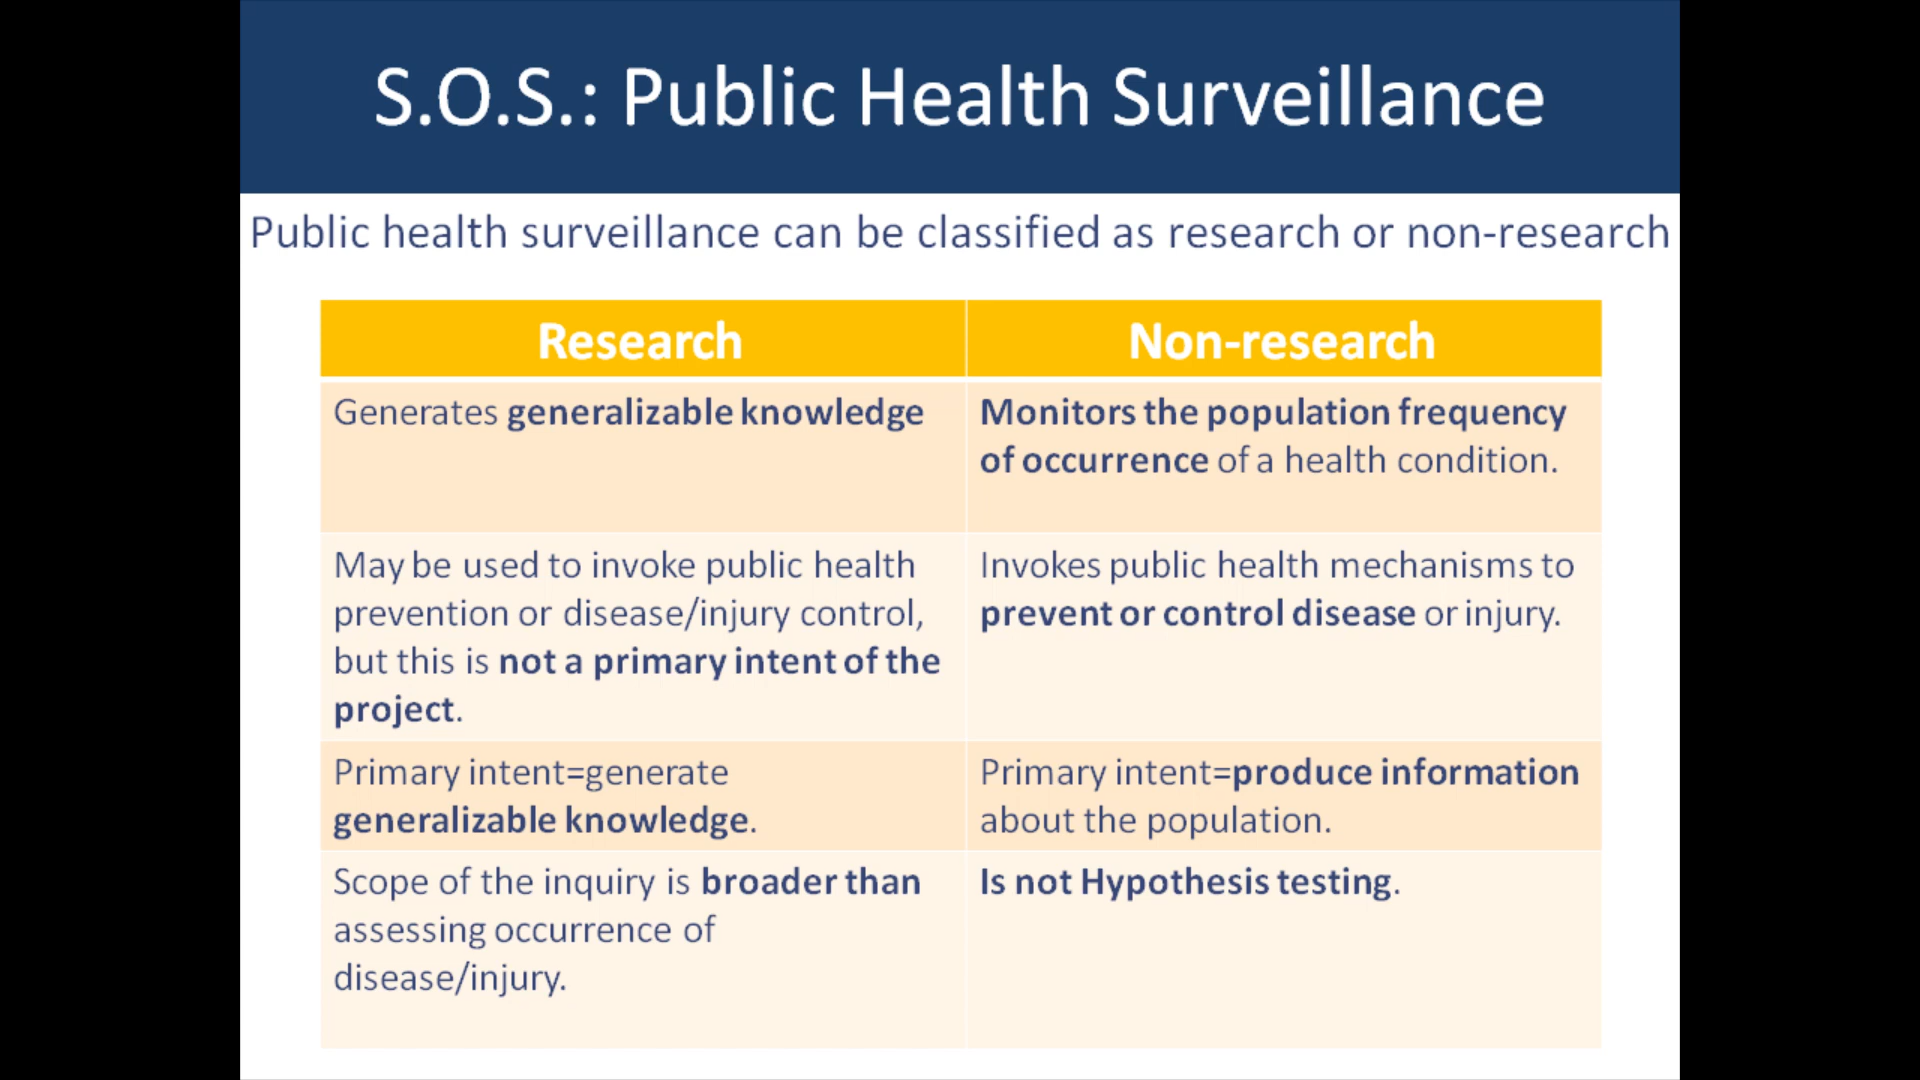 S.O.S.: Public Health Surveillance
Public health surveillance can be classified as research or non-research
Research
Non-research
Generates generalizable knowledge
Monitors the population frequency
of occurrence of a health condition.
May be used to invoke public health
prevention or disease/injury control,
but this is not a primary intent of the
project.
Invokes public health mechanisms to
prevent or control disease or injury.
Primary intent=generate
generalizable knowledge.
Primary intent=produce information
about the population.
Scope of the inquiry is broader than
assessing occurrence of
disease/injury.
Is not Hypothesis testing.